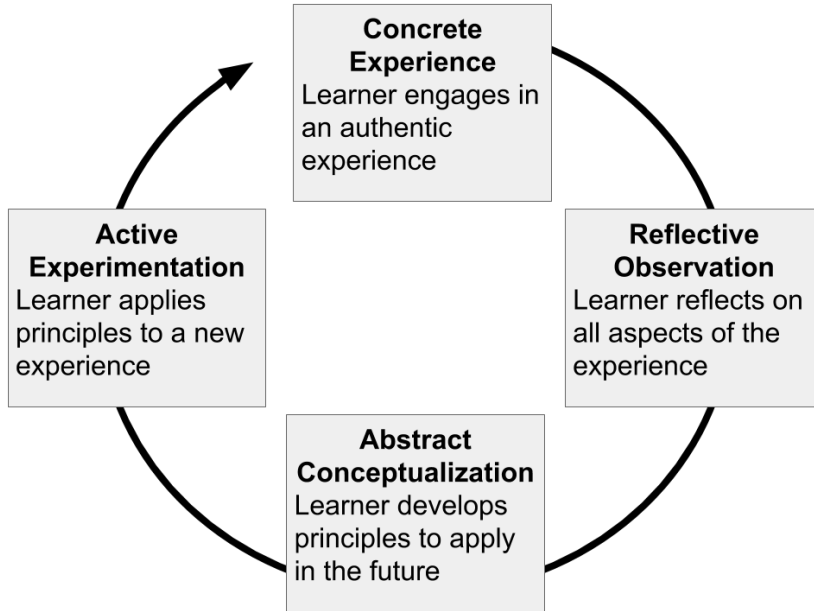 Concrete
Experience
Learner engages in
an authentic
experience
Active
Experimentation
Learner applies
principles to a new
experience
Reflective
Observation
Learner reflects on
all aspects of the
experience
Abstract
Conceptualization
Learner develops
principles to apply
in the future